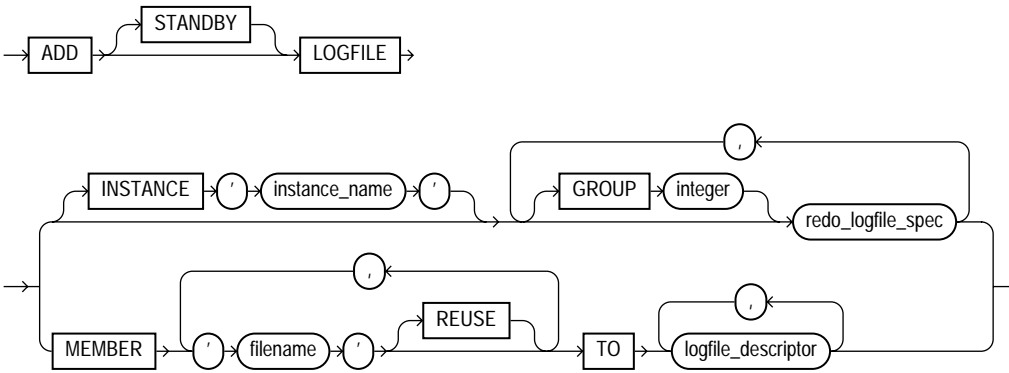 STANDBY
ADD LOGFILE
,
INSTANCE ' instance_name ' GROUP integer
redo_logfile_spec
, ,
REUSE
MEMBER ' filename ' TO logfile_descriptor